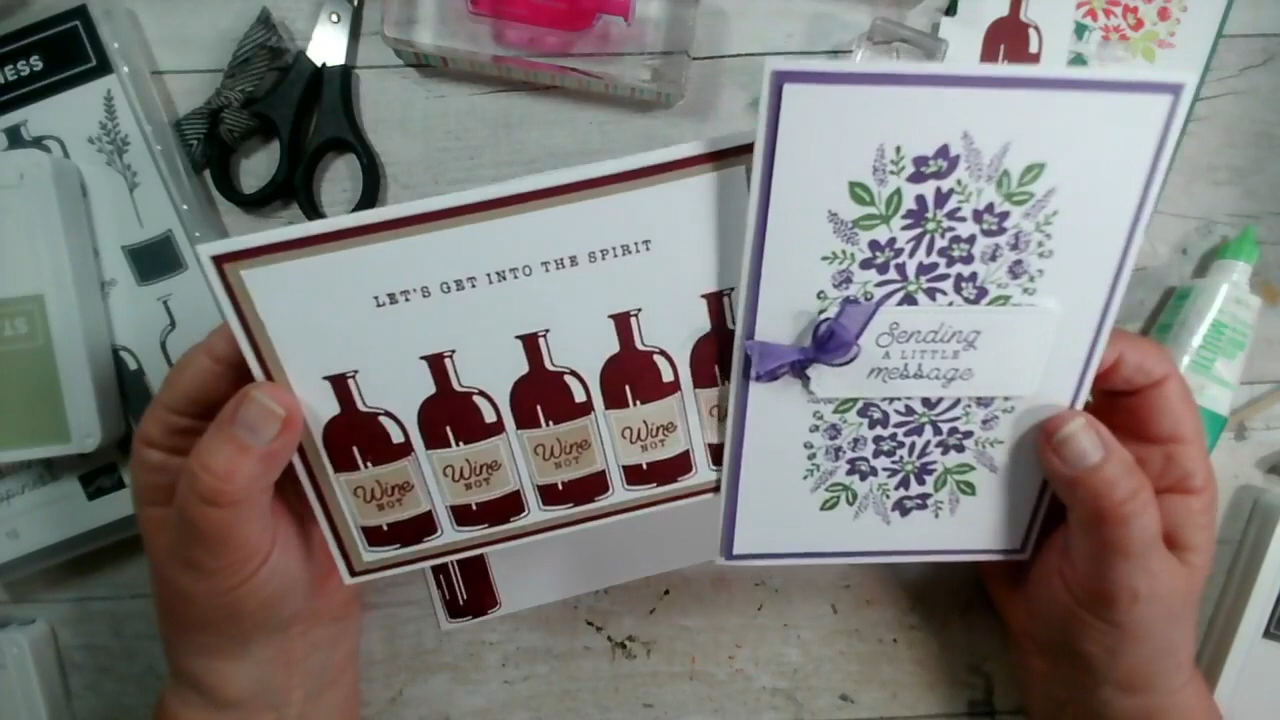 NESS
LET'S GET INTO THE SPIRIT
Wine
NOT
Wine
NOT
Wine
NOT
Wine
NOT
Sending
A LITTLE
message